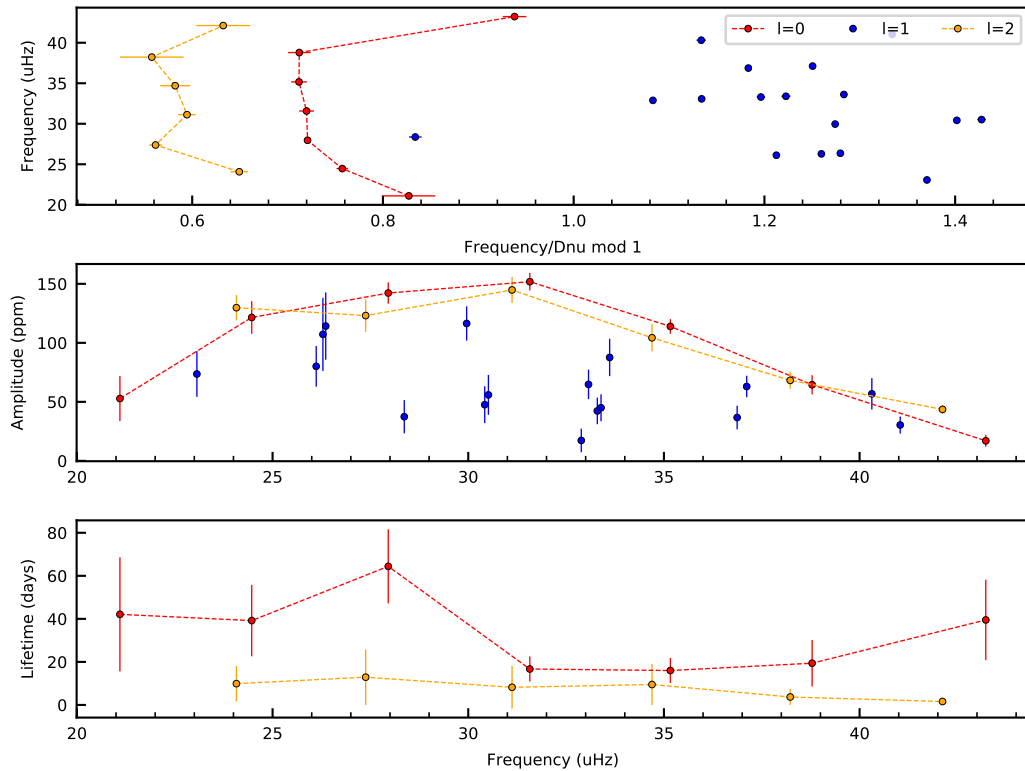 Frequency (uHz)
40
35
30
25
20
l=0 l=1 l=2
0.6 0.8 1.0 1.2 1.4
Frequency/Dnu mod 1
Amplitude (ppm)
150
100
50
0
20 25 30 35 40
Lifetime (days)
80
60
40
20
0
20 25 30 35 40
Frequency (uHz)